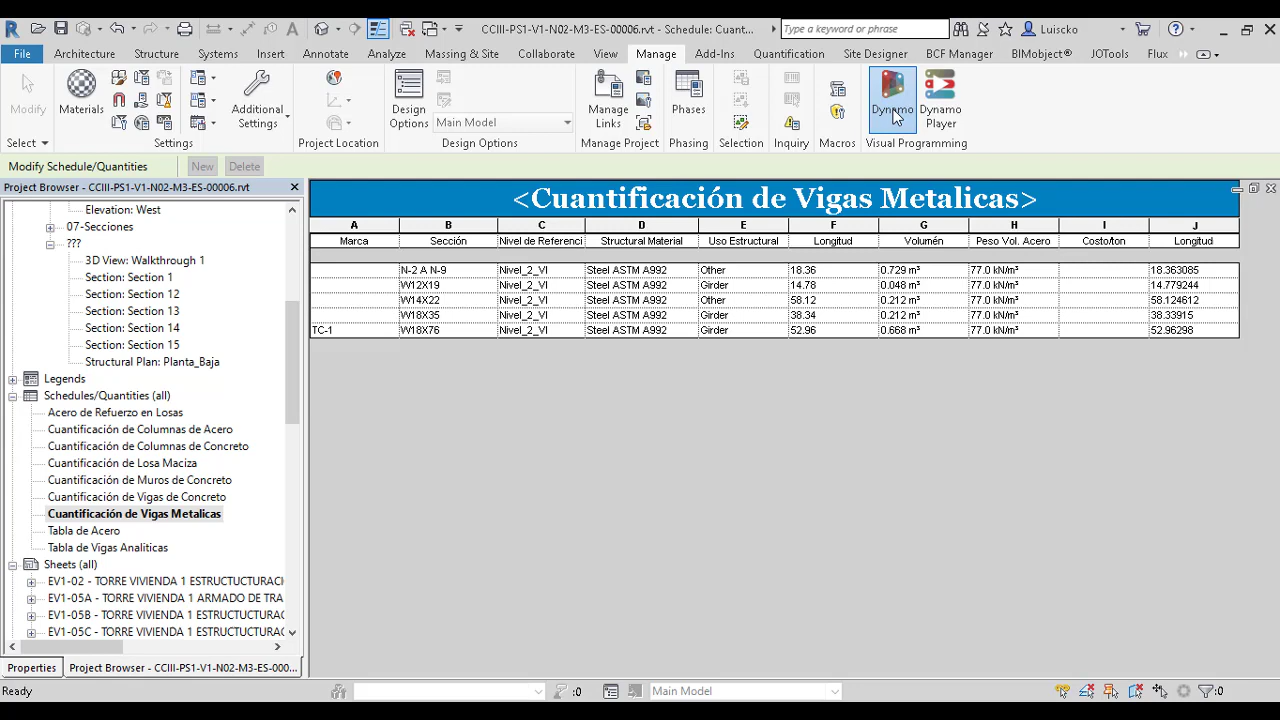 CCIII-PS1-V1-N02-M3-ES-00006.rvt - Schedule: Cuant...
Type a keyword or phrase
Luiscko
File Architecture Structure Systems Insert Annotate Analyze Massing & Site Collaborate View Manage Add-Ins Quantification Site Designer BCF Manager BIMobject® JOTools Flux
Modify
Materials
Additional Settings
Design Options
Main Model
Manage Links
Phases
Dynamo
Dynamo Player
Select Settings Project Location Design Options Manage Project Phasing Selection Inquiry Macros Visual Programming
Modify Schedule/Quantities New Delete
Project Browser - CCIII-PS1-V1-N02-M3-ES-00006.rvt
Elevation: West
07-Secciones
???
3D View: Walkthrough 1
Section: Section 1
Section: Section 12
Section: Section 13
Section: Section 14
Section: Section 15
Structural Plan: Planta_Baja
Legends
Schedules/Quantities (all)
Acero de Refuerzo en Losas
Cuantificación de Columnas de Acero
Cuantificación de Columnas de Concreto
Cuantificación de Losa Maciza
Cuantificación de Muros de Concreto
Cuantificación de Vigas de Concreto
Cuantificación de Vigas Metalicas
Tabla de Acero
Tabla de Vigas Analiticas
Sheets (all)
EV1-02 - TORRE VIVIENDA 1 ESTRUCTUCTURACI
EV1-05A - TORRE VIVIENDA 1 ARMADO DE TRA
EV1-05B - TORRE VIVIENDA 1 ESTRUCTURACI
EV1-05C - TORRE VIVIENDA 1 ESTRUCTURAC
Properties Project Browser - CCIII-PS1-V1-N02-M3-ES-000...
<Cuantificación de Vigas Metalicas>
A B C D E F G H I J
Marca Sección Nivel de Referenci Structural Material Uso Estructural Longitud Volumén Peso Vol. Acero Costo/ton Longitud
N-2 A N-9 Nivel_2_VI Steel ASTM A992 Other 18.36 0.729 m³ 77.0 kN/m³ 18.363085
W12X19 Nivel_2_VI Steel ASTM A992 Girder 14.78 0.048 m³ 77.0 kN/m³ 14.779244
W14X22 Nivel_2_VI Steel ASTM A992 Other 58.12 0.212 m³ 77.0 kN/m³ 58.124612
W18X35 Nivel_2_VI Steel ASTM A992 Girder 38.34 0.212 m³ 77.0 kN/m³ 38.33915
TC-1 W18X76 Nivel_2_VI Steel ASTM A992 Girder 52.96 0.668 m³ 77.0 kN/m³ 52.96298
Ready :0 Main Model :0